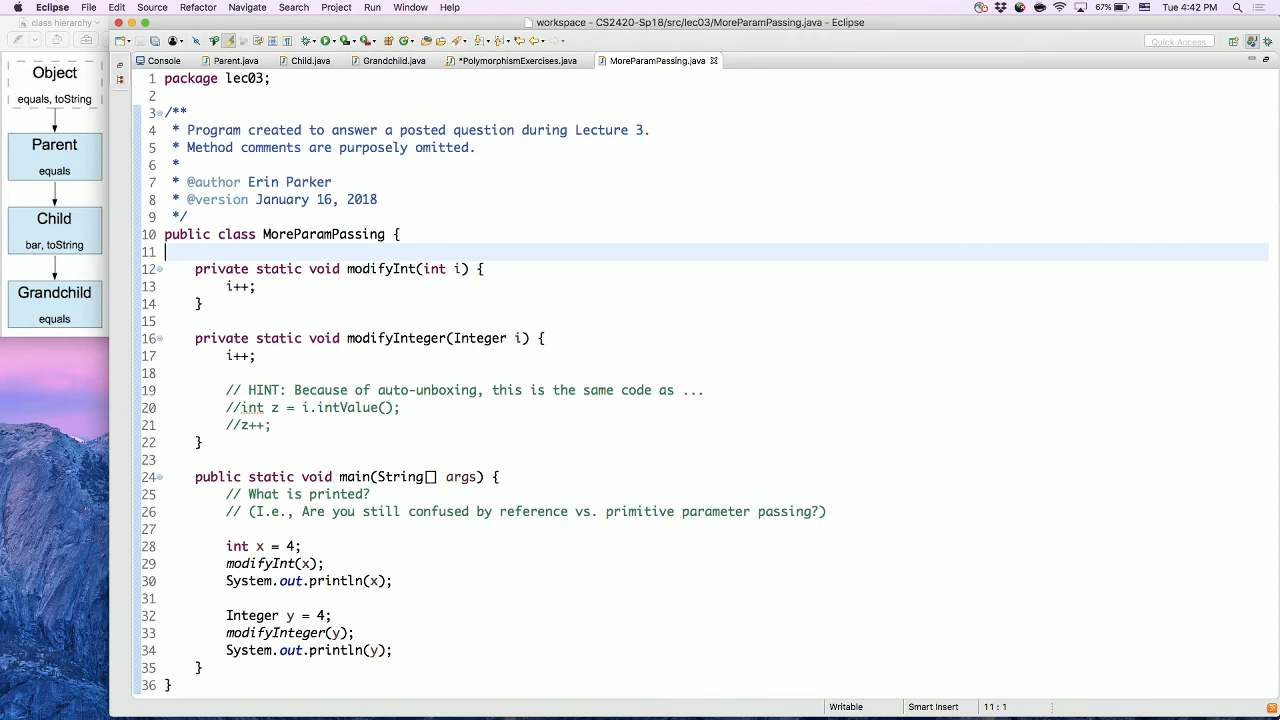 Eclipse File Edit Source Refactor Navigate Search Project Run Window Help 67% Tue 4:42 PM
class hierarchy
workspace - CS2420-Sp18/src/lec03/MoreParamPassing.java - Eclipse
Quick Access
Console Parent.java Child.java Grandchild.java *PolymorphismExercises.java MoreParamPassing.java
Object
equals, toString
Parent
equals
Child
bar, toString
Grandchild
equals
1 package lec03;
2
3 /**
4  * Program created to answer a posted question during Lecture 3.
5  * Method comments are purposely omitted.
6  *
7  * @author Erin Parker
8  * @version January 16, 2018
9  */
10 public class MoreParamPassing {
11
12     private static void modifyInt(int i) {
13         i++;
14     }
15
16     private static void modifyInteger(Integer i) {
17         i++;
18
19         // HINT: Because of auto-unboxing, this is the same code as ...
20         //int z = i.intValue();
21         //z++;
22     }
23
24     public static void main(String[] args) {
25         // What is printed?
26         // (I.e., Are you still confused by reference vs. primitive parameter passing?)
27
28         int x = 4;
29         modifyInt(x);
30         System.out.println(x);
31
32         Integer y = 4;
33         modifyInteger(y);
34         System.out.println(y);
35     }
36 }
Writable Smart Insert 11 : 1